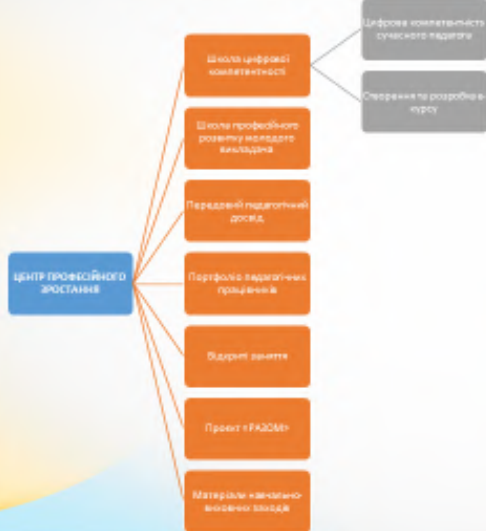 Цифрова компетентність
сучасного педагога
Школа цифрової
компетентності
Створення та розробка е-
курсу
Школа професійного
розвитку молодого
викладача
Передовий педагогічний
досвід
ЦЕНТР ПРОФЕСІЙНОГО
ЗРОСТАННЯ
Портфоліо педагогічних
працівників
Відкриті заняття
Проєкт «РАЗОМ»
Матеріали навчально-
виховних заходів